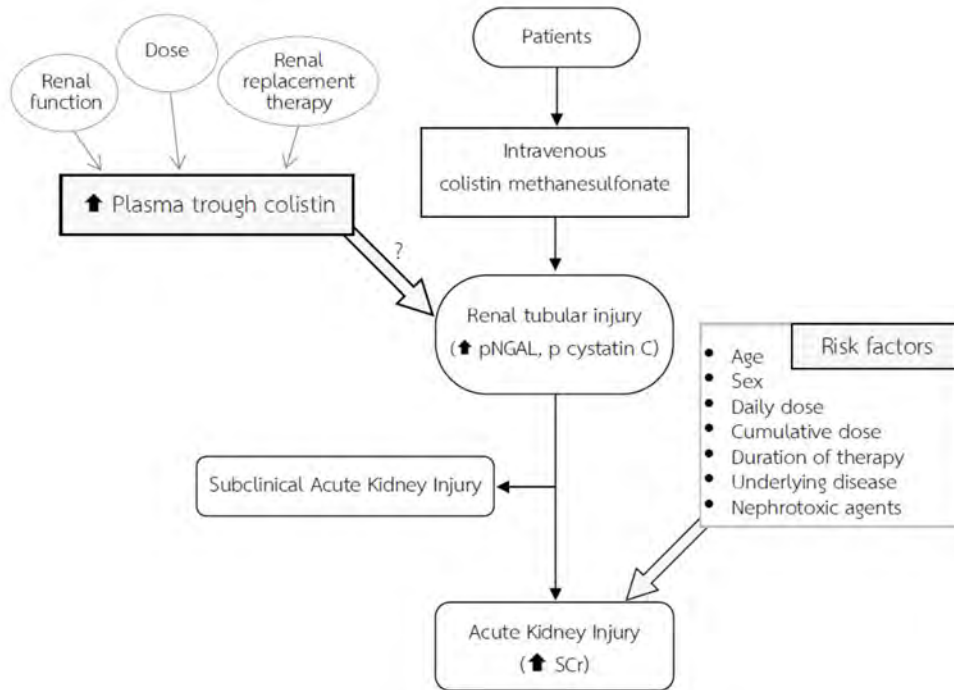 Patients
Dose
Renal
function
Renal
replacement
therapy
Intravenous
colistin methanesulfonate
Plasma trough colistin
?
Renal tubular injury
( pNGAL, p cystatin C)
Risk factors
Age
Sex
Daily dose
Cumulative dose
Duration of therapy
Underlying disease
Nephrotoxic agents
Subclinical Acute Kidney Injury
Acute Kidney Injury
( SCr)